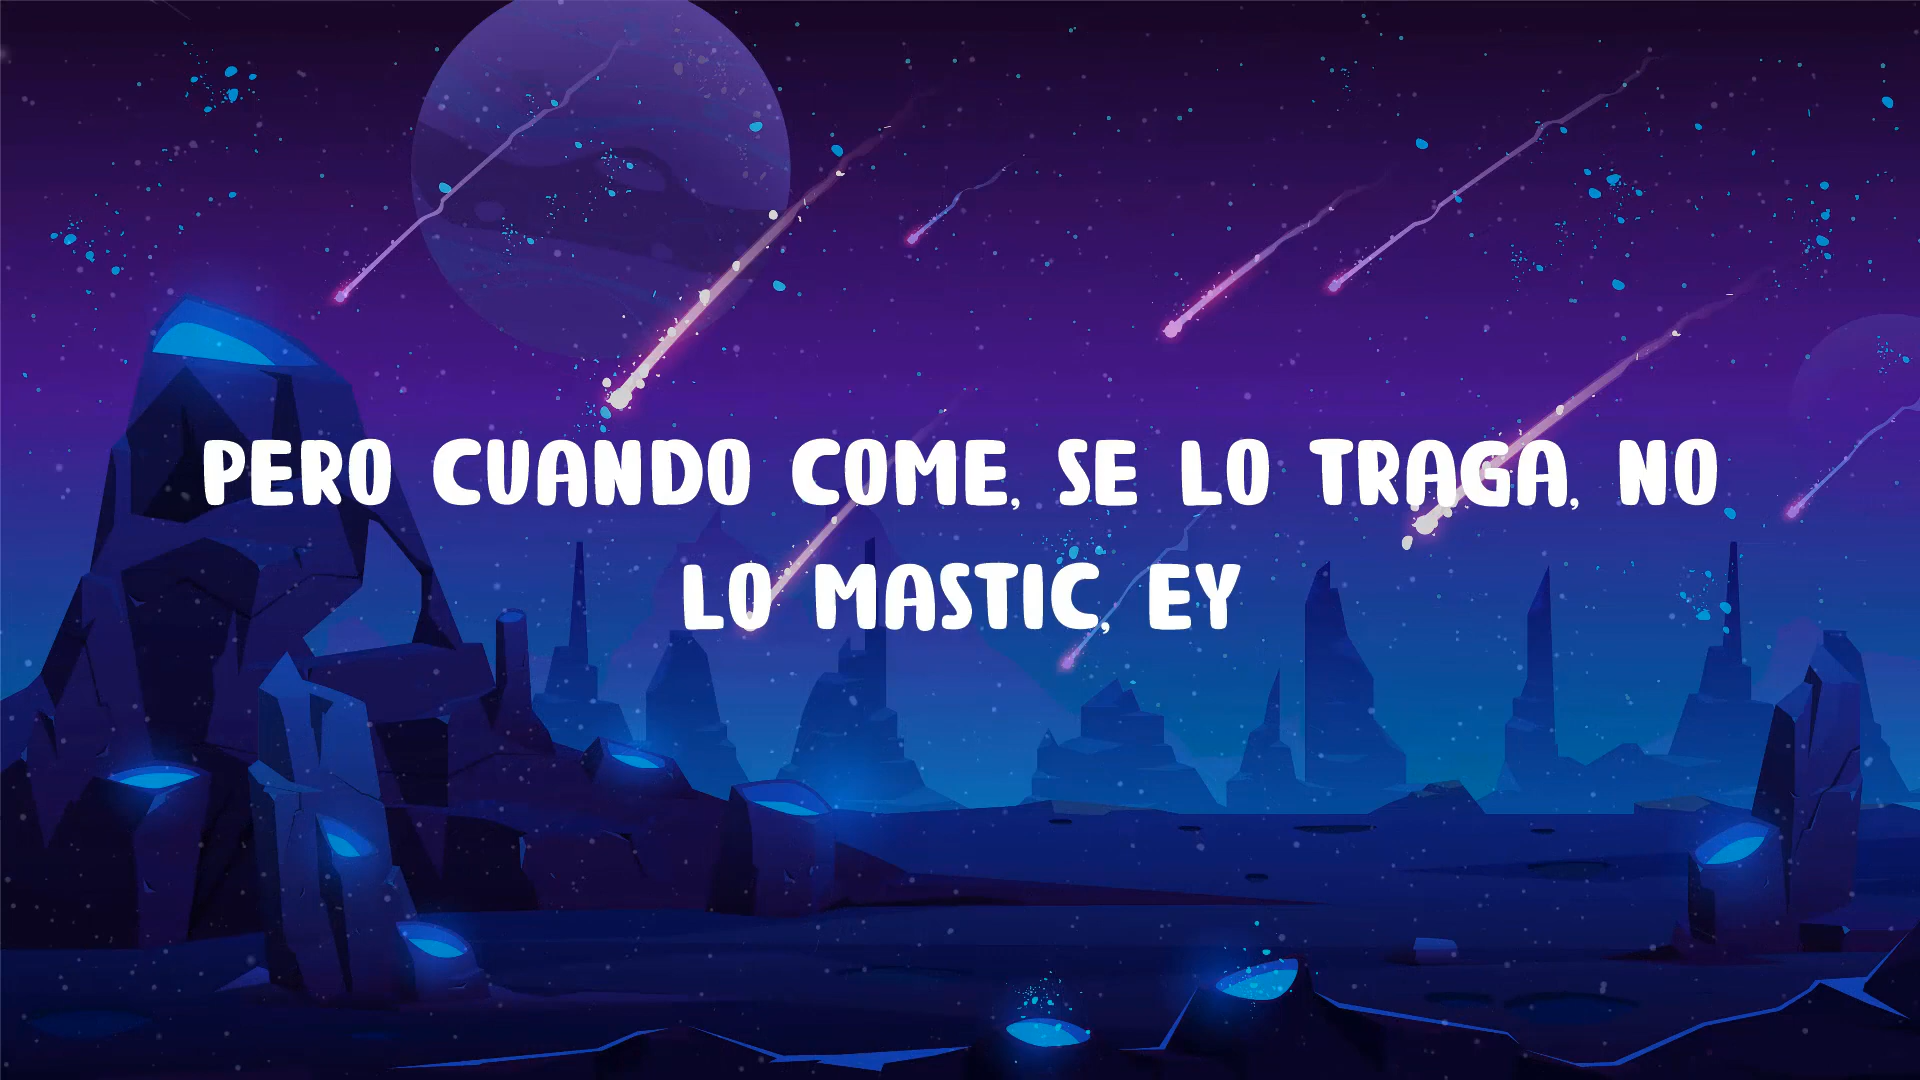 PERO CUANDO COME, SE LO TRAGA, NO
LO MASTIC, EY